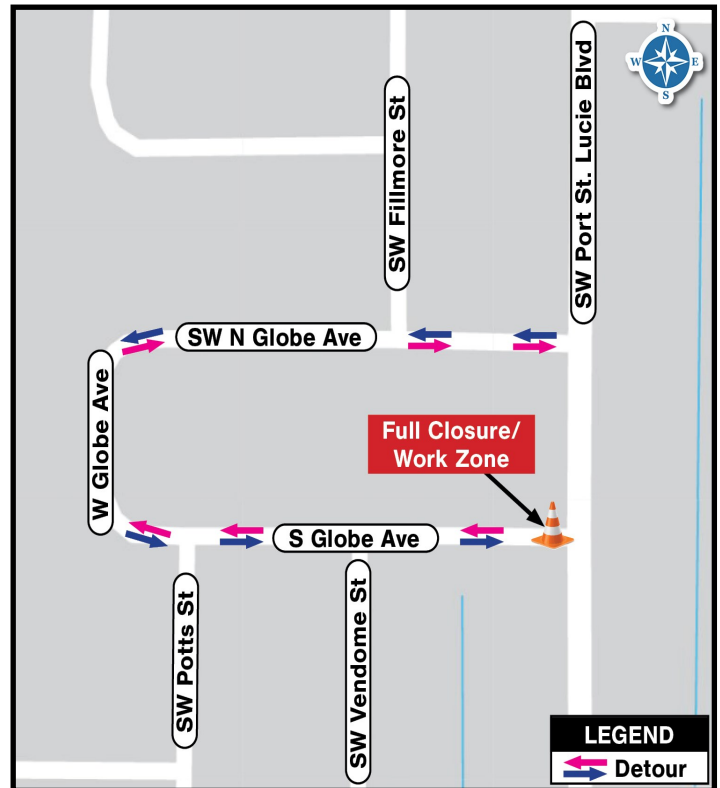 N
W E
S
SW Port St. Lucie Blvd
SW Fillmore St
SW N Globe Ave
W Globe Ave
Full Closure/
Work Zone
S Globe Ave
SW Potts St
SW Vendome St
LEGEND
Detour